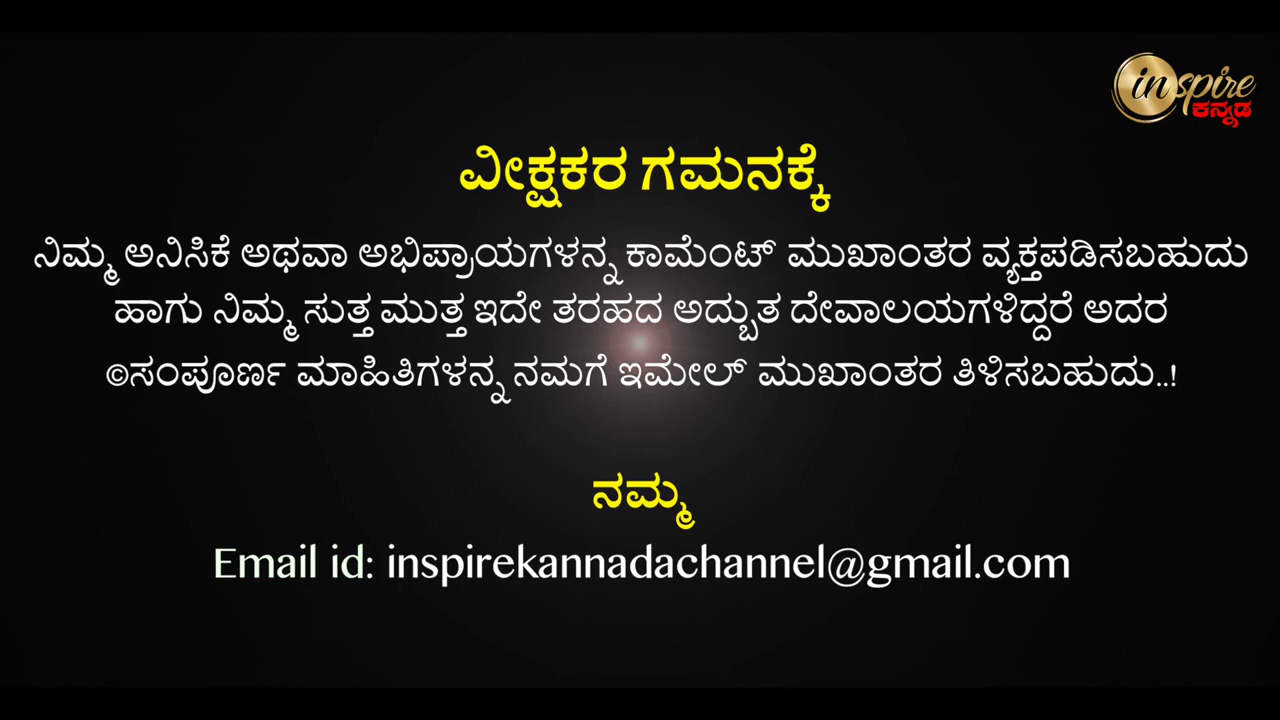 inspire
ಕನ್ನಡ
ವೀಕ್ಷಕರ ಗಮನಕ್ಕೆ
ನಿಮ್ಮ ಅನಿಸಿಕೆ ಅಥವಾ ಅಭಿಪ್ರಾಯಗಳನ್ನ ಕಾಮೆಂಟ್ ಮುಖಾಂತರ ವ್ಯಕ್ತಪಡಿಸಬಹುದು
ಹಾಗು ನಿಮ್ಮ ಸುತ್ತ ಮುತ್ತ ಇದೇ ತರಹದ ಅದ್ಬುತ ದೇವಾಲಯಗಳಿದ್ದರೆ ಅದರ
©ಸಂಪೂರ್ಣ ಮಾಹಿತಿಗಳನ್ನ ನಮಗೆ ಇಮೇಲ್ ಮುಖಾಂತರ ತಿಳಿಸಬಹುದು..!
ನಮ್ಮ
Email id: inspirekannadachannel@gmail.com